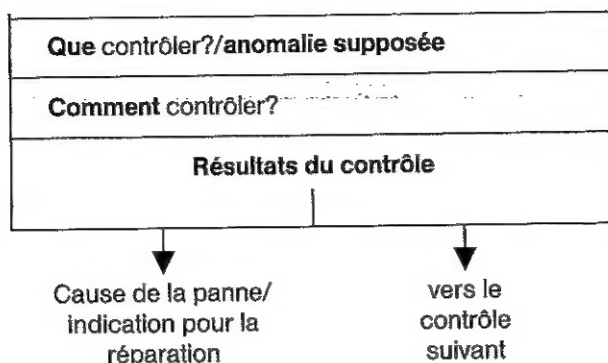 Que contrôler?/anomalie supposée
Comment contrôler?
Résultats du contrôle
Cause de la panne/
indication pour la
réparation
vers le
contrôle
suivant